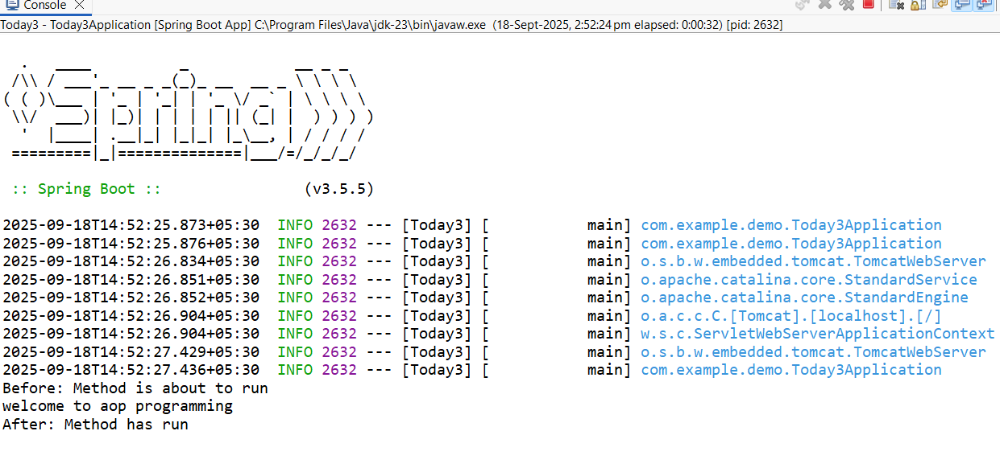 Console
Today3 - Today3Application [Spring Boot App] C:\Program Files\Java\jdk-23\bin\javaw.exe (18-Sept-2025, 2:52:24 pm elapsed: 0:00:32) [pid: 2632]
  .   ____          _            __ _ _
 /\\ / ___'_ __ _ _(_)_ __  __ _ \ \ \ \
( ( )\___ | '_ | '_| | '_ \/ _` | \ \ \ \
 \\/  ___)| |_)| | | | | || (_| |  ) ) ) )
  '  |____| .__|_| |_|_| |_\__, | / / / /
 =========|_|==============|___/=/_/_/_/
 :: Spring Boot ::                (v3.5.5)
2025-09-18T14:52:25.873+05:30  INFO 2632 --- [Today3] [           main] com.example.demo.Today3Application
2025-09-18T14:52:25.876+05:30  INFO 2632 --- [Today3] [           main] com.example.demo.Today3Application
2025-09-18T14:52:26.834+05:30  INFO 2632 --- [Today3] [           main] o.s.b.w.embedded.tomcat.TomcatWebServer
2025-09-18T14:52:26.851+05:30  INFO 2632 --- [Today3] [           main] o.apache.catalina.core.StandardService
2025-09-18T14:52:26.852+05:30  INFO 2632 --- [Today3] [           main] o.apache.catalina.core.StandardEngine
2025-09-18T14:52:26.904+05:30  INFO 2632 --- [Today3] [           main] o.a.c.c.C.[Tomcat].[localhost].[/]
2025-09-18T14:52:26.904+05:30  INFO 2632 --- [Today3] [           main] w.s.c.ServletWebServerApplicationContext
2025-09-18T14:52:27.429+05:30  INFO 2632 --- [Today3] [           main] o.s.b.w.embedded.tomcat.TomcatWebServer
2025-09-18T14:52:27.436+05:30  INFO 2632 --- [Today3] [           main] com.example.demo.Today3Application
Before: Method is about to run
welcome to aop programming
After: Method has run